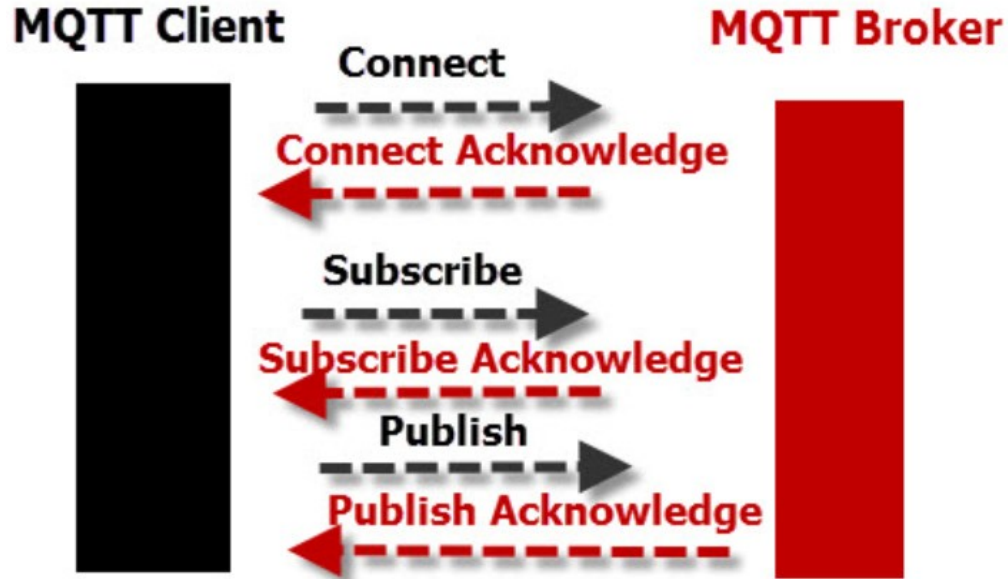 MQTT Client
MQTT Broker
Connect
Connect Acknowledge
Subscribe
Subscribe Acknowledge
Publish
Publish Acknowledge